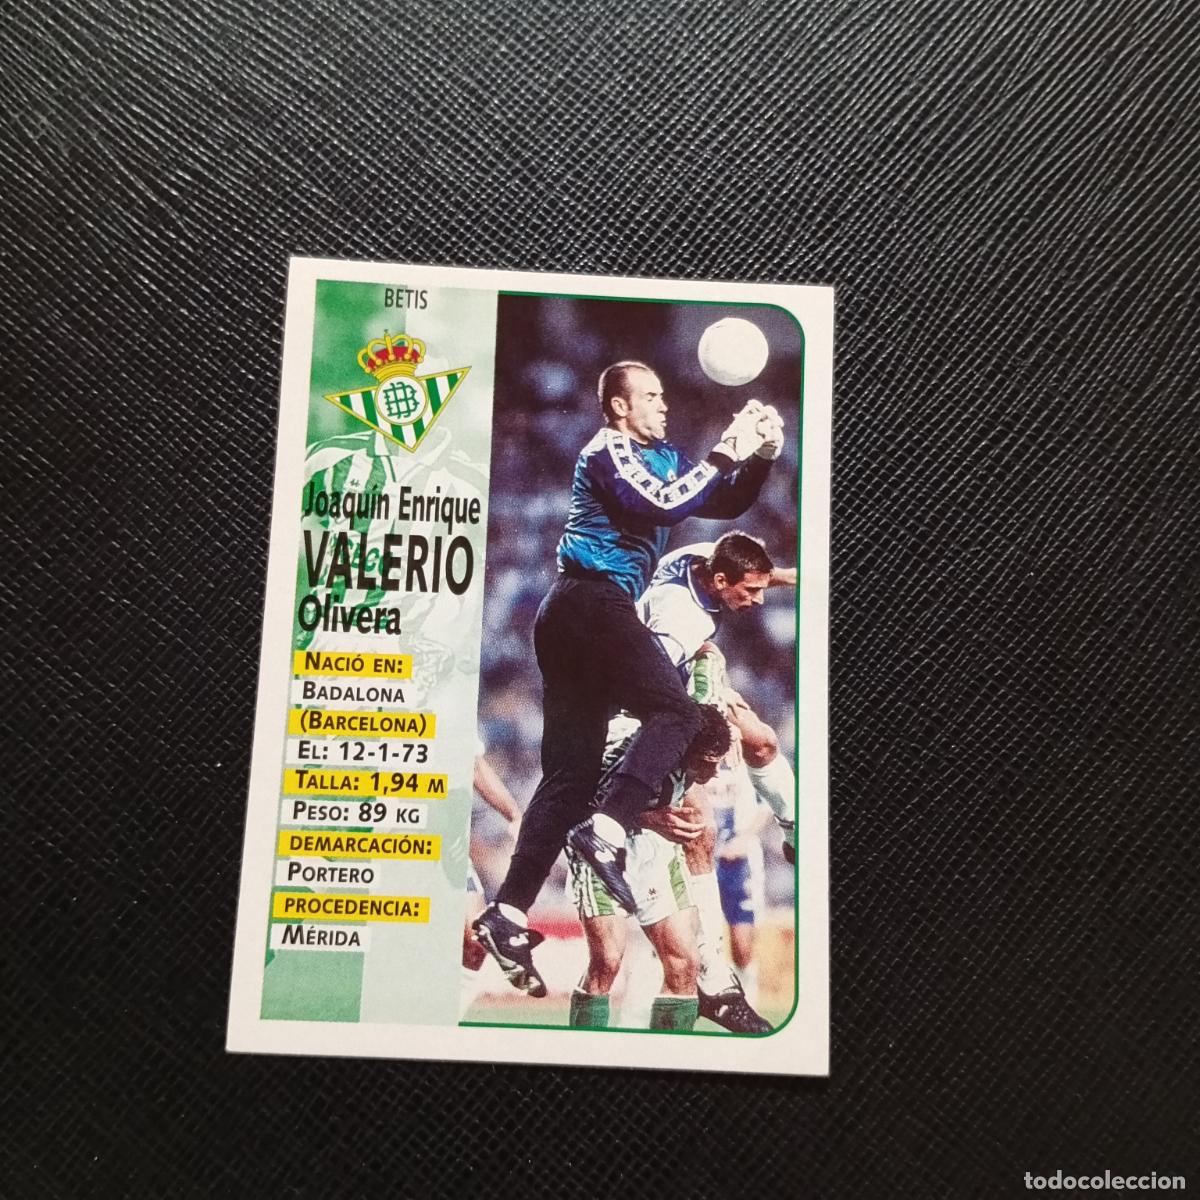 BETIS
Joaquín Enrique
VALERIO
Olivera
NACIÓ EN:
BADALONA
(BARCELONA)
EL: 12-1-73
TALLA: 1,94 M
PESO: 89 KG
DEMARCACIÓN:
PORTERO
PROCEDENCIA:
MÉRIDA
todocoleccion